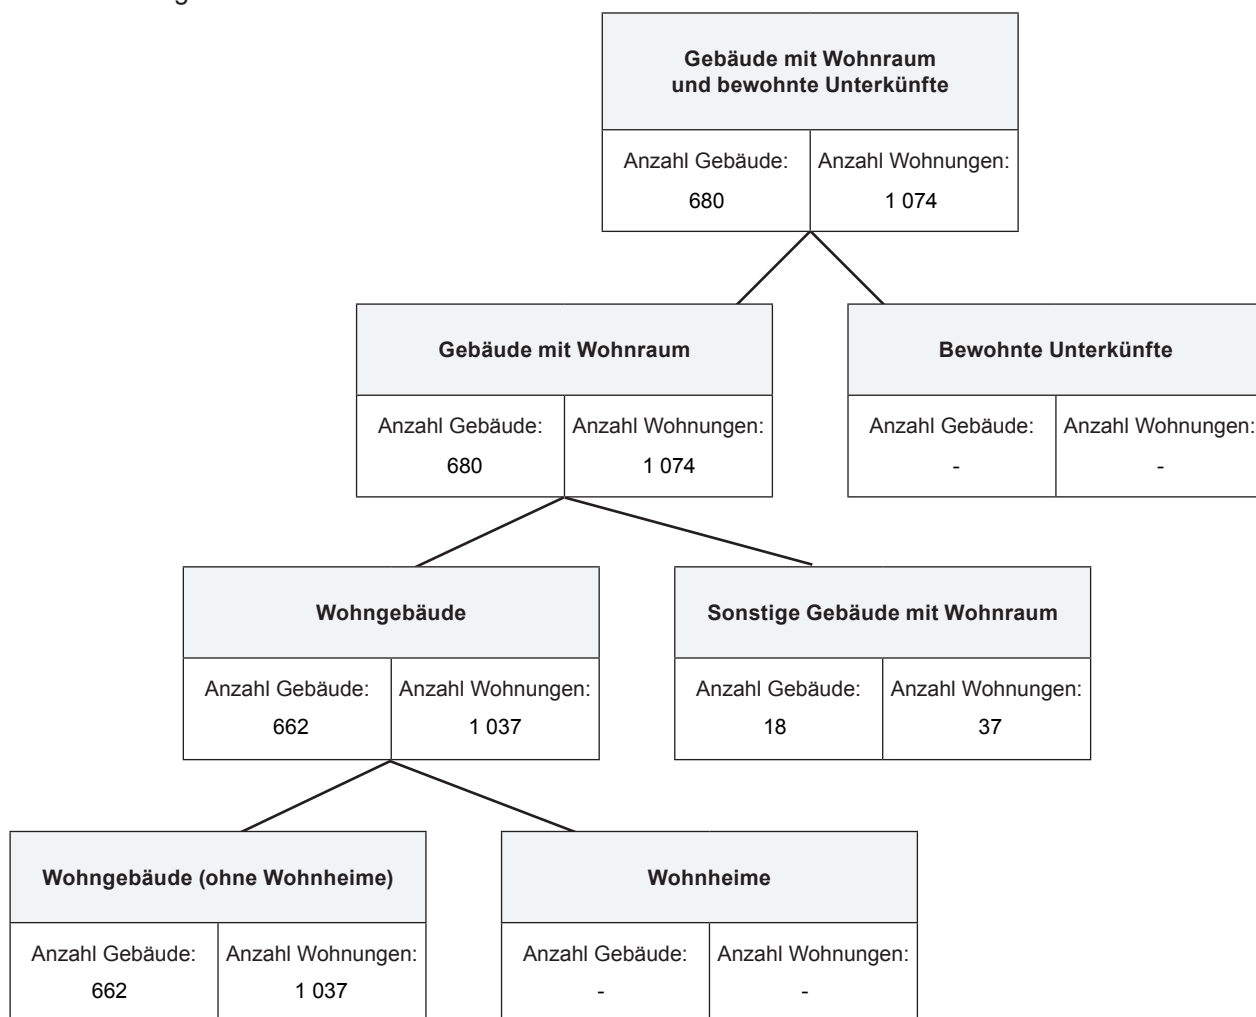 Gebäude mit Wohnraum
und bewohnte Unterkünfte
Anzahl Gebäude:
680
Anzahl Wohnungen:
1 074
Gebäude mit Wohnraum
Anzahl Gebäude:
680
Anzahl Wohnungen:
1 074
Bewohnte Unterkünfte
Anzahl Gebäude:
-
Anzahl Wohnungen:
-
Wohngebäude
Anzahl Gebäude:
662
Anzahl Wohnungen:
1 037
Sonstige Gebäude mit Wohnraum
Anzahl Gebäude:
18
Anzahl Wohnungen:
37
Wohngebäude (ohne Wohnheime)
Anzahl Gebäude:
662
Anzahl Wohnungen:
1 037
Wohnheime
Anzahl Gebäude:
-
Anzahl Wohnungen:
-